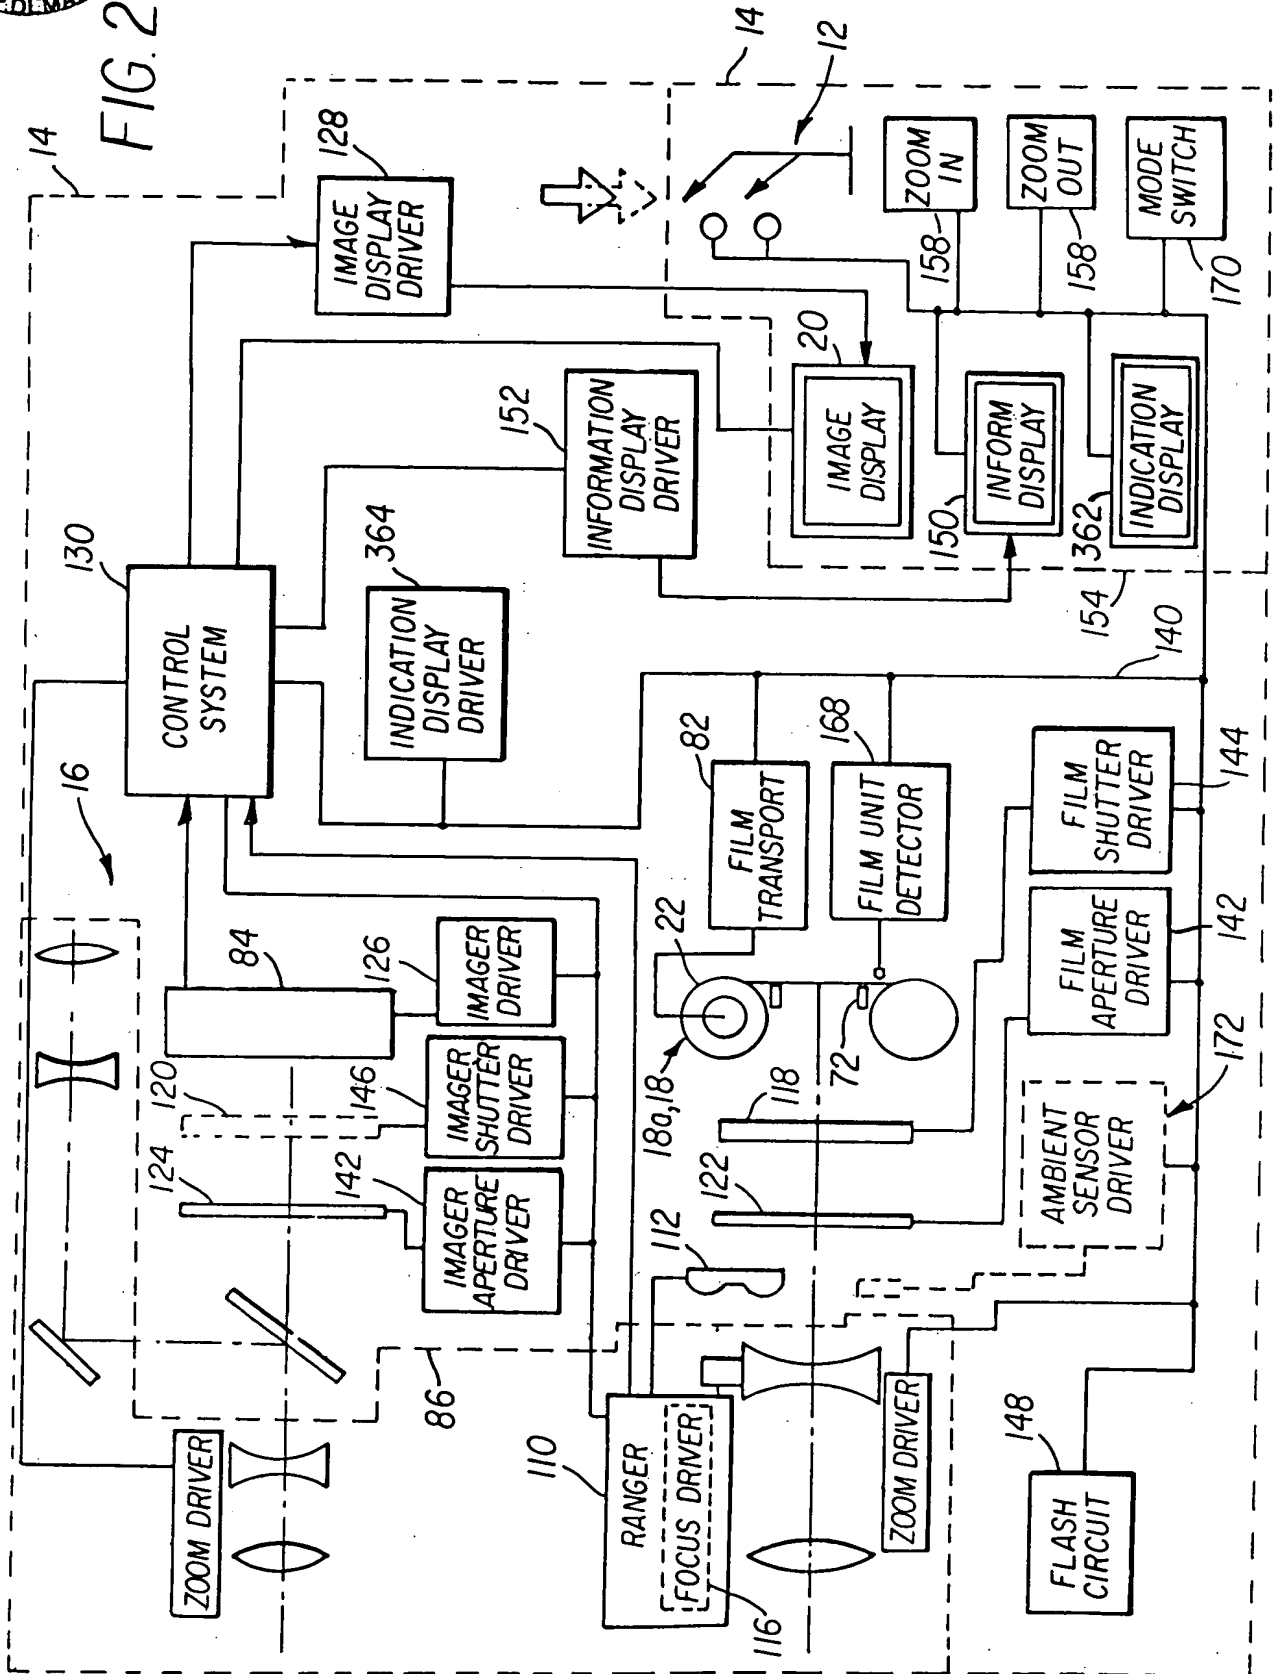 FIG. 2
14
14
12
128
IMAGE
DISPLAY
DRIVER
ZOOM
IN
158
ZOOM
OUT
158
MODE
SWITCH
170
130
CONTROL
SYSTEM
152
INFORMATION
DISPLAY
DRIVER
20
IMAGE
DISPLAY
150
INFORM
DISPLAY
362
INDICATION
DISPLAY
154
364
INDICATION
DISPLAY
DRIVER
140
16
84
126
IMAGER
DRIVER
82
FILM
TRANSPORT
168
FILM UNIT
DETECTOR
144
FILM
SHUTTER
DRIVER
22
18a,18
72
142
FILM
APERTURE
DRIVER
120
146
IMAGER
SHUTTER
DRIVER
124
142
IMAGER
APERTURE
DRIVER
118
122
112
172
AMBIENT
SENSOR
DRIVER
86
ZOOM DRIVER
110
RANGER
FOCUS DRIVER
116
ZOOM DRIVER
148
FLASH
CIRCUIT